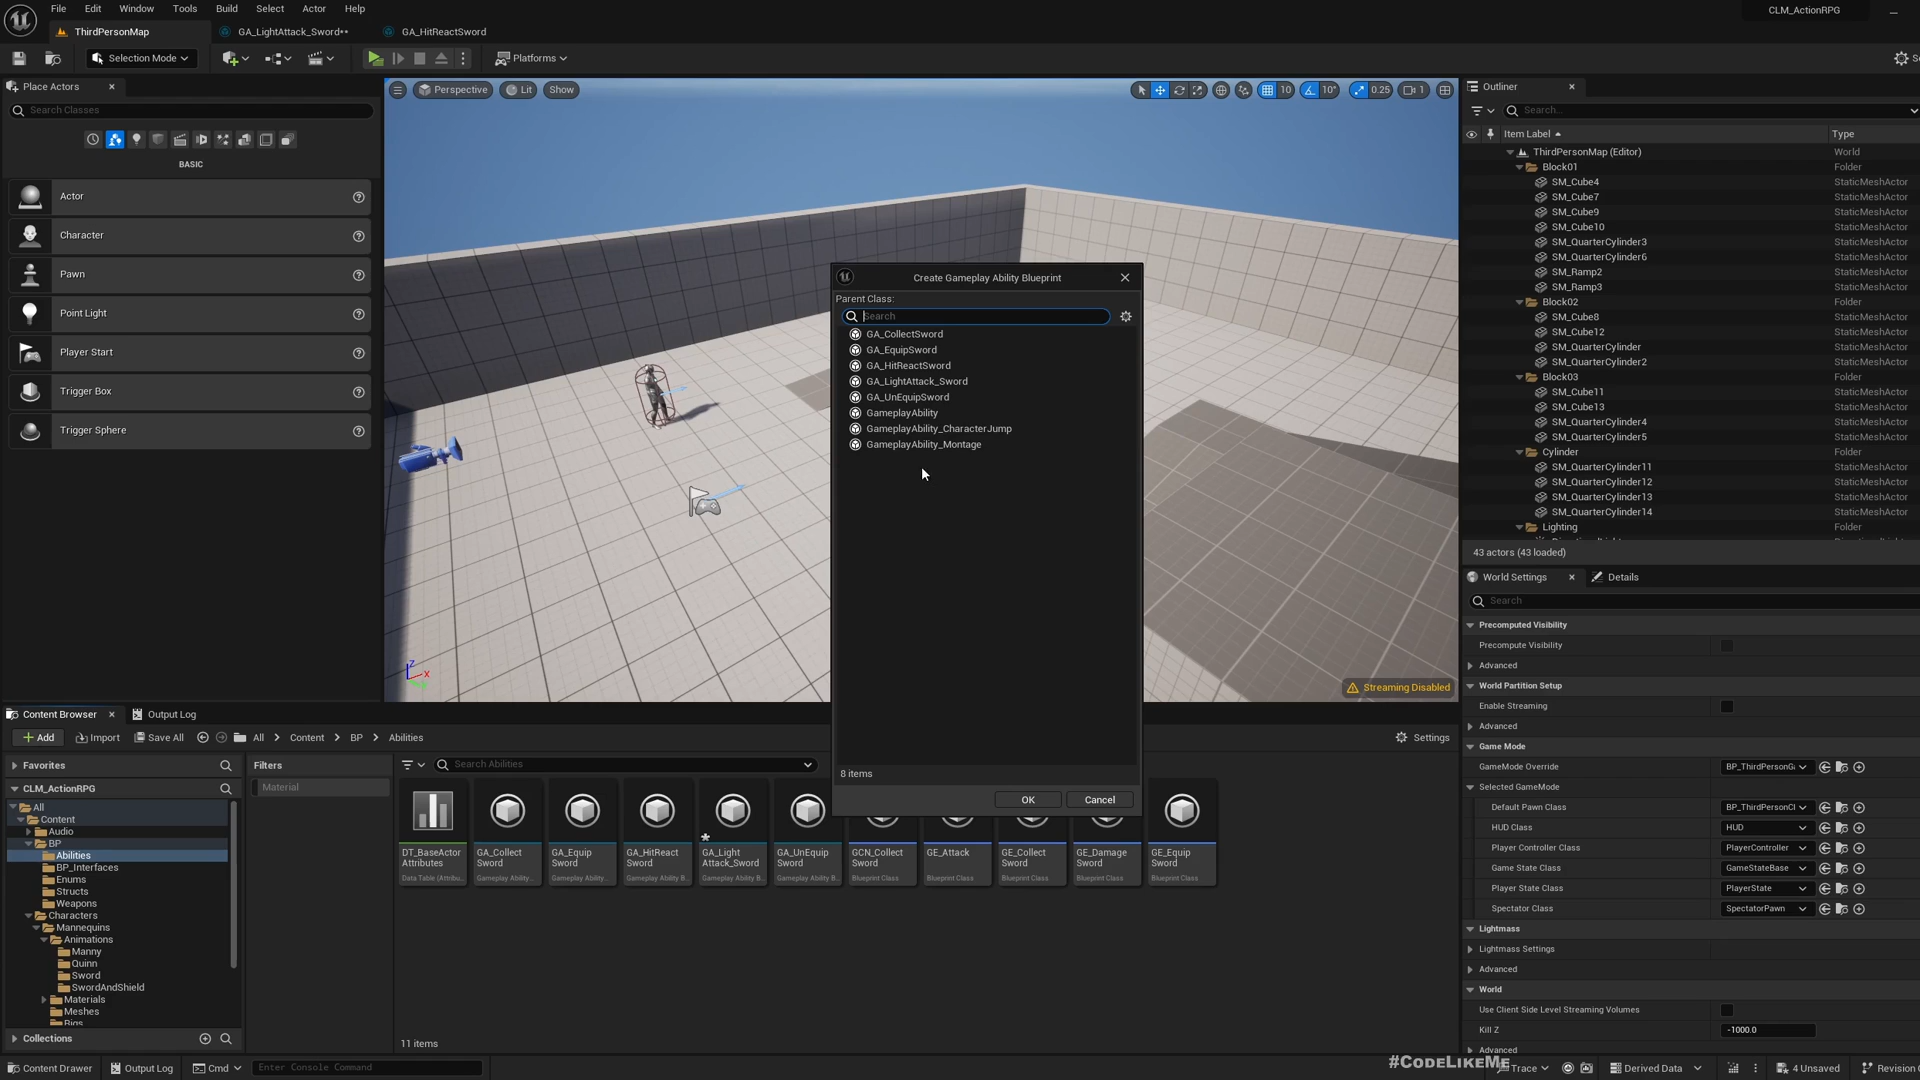 File Edit Window Tools Build Select Actor Help
CLM_ActionRPG
ThirdPersonMap
GA_LightAttack_Sword**
GA_HitReactSword
Selection Mode
Platforms
Place Actors
Search Classes
BASIC
Actor
Character
Pawn
Point Light
Player Start
Trigger Box
Trigger Sphere
Perspective
Lit
Show
10
10°
0.25
1
Z
X
Streaming Disabled
Create Gameplay Ability Blueprint
Parent Class:
Search
GA_CollectSword
GA_EquipSword
GA_HitReactSword
GA_LightAttack_Sword
GA_UnEquipSword
GameplayAbility
GameplayAbility_CharacterJump
GameplayAbility_Montage
8 items
OK
Cancel
Outliner
Search...
Item Label Type
ThirdPersonMap (Editor) World
Block01 Folder
SM_Cube4 StaticMeshActor
SM_Cube7 StaticMeshActor
SM_Cube9 StaticMeshActor
SM_Cube10 StaticMeshActor
SM_QuarterCylinder3 StaticMeshActor
SM_QuarterCylinder6 StaticMeshActor
SM_Ramp2 StaticMeshActor
SM_Ramp3 StaticMeshActor
Block02 Folder
SM_Cube8 StaticMeshActor
SM_Cube12 StaticMeshActor
SM_QuarterCylinder StaticMeshActor
SM_QuarterCylinder2 StaticMeshActor
Block03 Folder
SM_Cube11 StaticMeshActor
SM_Cube13 StaticMeshActor
SM_QuarterCylinder4 StaticMeshActor
SM_QuarterCylinder5 StaticMeshActor
Cylinder Folder
SM_QuarterCylinder11 StaticMeshActor
SM_QuarterCylinder12 StaticMeshActor
SM_QuarterCylinder13 StaticMeshActor
SM_QuarterCylinder14 StaticMeshActor
Lighting Folder
43 actors (43 loaded)
World Settings
Details
Search
Precomputed Visibility
Precompute Visibility
Advanced
World Partition Setup
Enable Streaming
Advanced
Game Mode
GameMode Override BP_ThirdPersonGa
Selected GameMode
Default Pawn Class BP_ThirdPersonCl
HUD Class HUD
Player Controller Class PlayerController
Game State Class GameStateBase
Player State Class PlayerState
Spectator Class SpectatorPawn
Lightmass
Lightmass Settings
Advanced
World
Use Client Side Level Streaming Volumes
Kill Z -1000.0
Advanced
Content Browser
Output Log
Add
Import
Save All
All
Content
BP
Abilities
Settings
Favorites
CLM_ActionRPG
All
Content
Audio
BP
Abilities
BP_Interfaces
Enums
Structs
Weapons
Characters
Mannequins
Animations
Manny
Quinn
Sword
SwordAndShield
Materials
Meshes
Rigs
Collections
Filters
Material
Search Abilities
DT_BaseActor
Attributes
Data Table (Attribu...
GA_Collect
Sword
Gameplay Ability...
GA_Equip
Sword
Gameplay Ability...
GA_HitReact
Sword
Gameplay Ability B...
GA_Light
Attack_Sword
Gameplay Ability B...
GA_UnEquip
Sword
Gameplay Ability B...
GCN_Collect
Sword
Blueprint Class
GE_Attack
Blueprint Class
GE_Collect
Sword
Blueprint Class
GE_Damage
Sword
Blueprint Class
GE_Equip
Sword
Blueprint Class
11 items
#CODELIKEME
Content Drawer
Output Log
Cmd
Enter Console Command
Trace
Derived Data
4 Unsaved
Revision